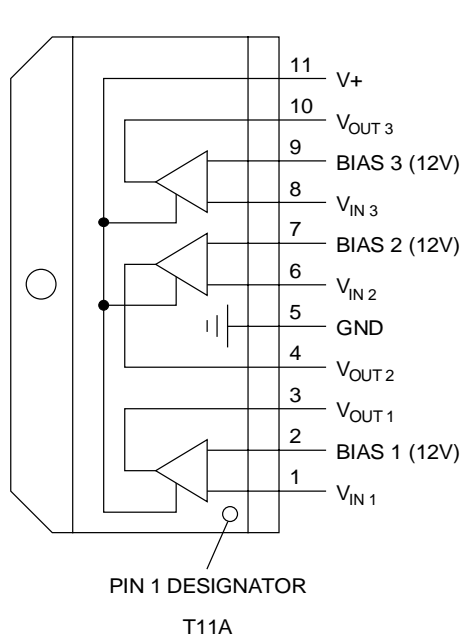 11 V+
10 VOUT 3
9 BIAS 3 (12V)
8 VIN 3
7 BIAS 2 (12V)
6 VIN 2
5 GND
4 VOUT 2
3 VOUT 1
2 BIAS 1 (12V)
1 VIN 1
PIN 1 DESIGNATOR
T11A